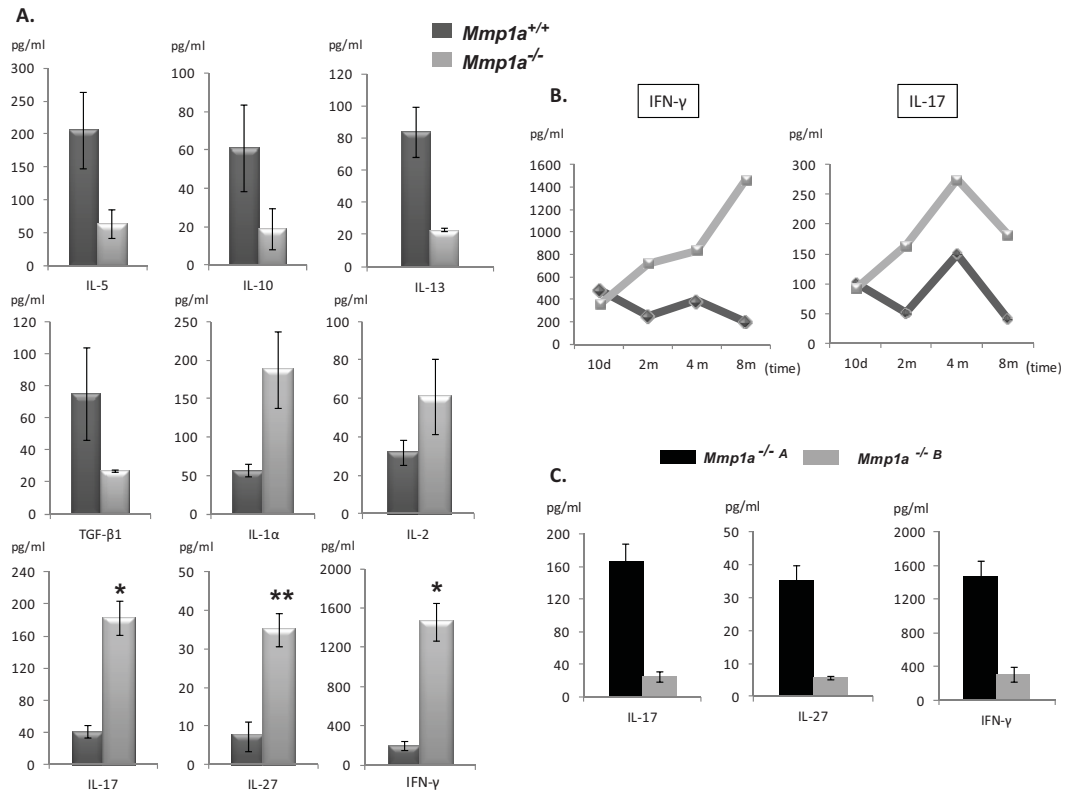 A.
Mmp1a+/+
Mmp1a-/-
pg/ml
300
250
200
150
100
50
0
IL-5
pg/ml
100
80
60
40
20
0
IL-10
pg/ml
120
100
80
60
40
20
0
IL-13
pg/ml
120
100
80
60
40
20
0
TGF-β1
pg/ml
250
200
150
100
50
0
IL-1α
pg/ml
100
80
60
40
20
0
IL-2
pg/ml
240
200
160
120
80
40
0
*
IL-17
pg/ml
50
40
30
20
10
0
**
IL-27
pg/ml
2000
1600
1200
800
400
0
*
IFN-γ
B.
IFN-γ
pg/ml
1600
1400
1200
1000
800
600
400
200
0
10d 2m 4m 8m (time)
IL-17
pg/ml
300
250
200
150
100
50
0
10d 2m 4 m 8m (time)
C.
Mmp1a -/- A
Mmp1a -/- B
pg/ml
200
160
120
80
40
0
IL-17
pg/ml
50
40
30
20
10
0
IL-27
pg/ml
2000
1600
1200
800
400
0
IFN-γ